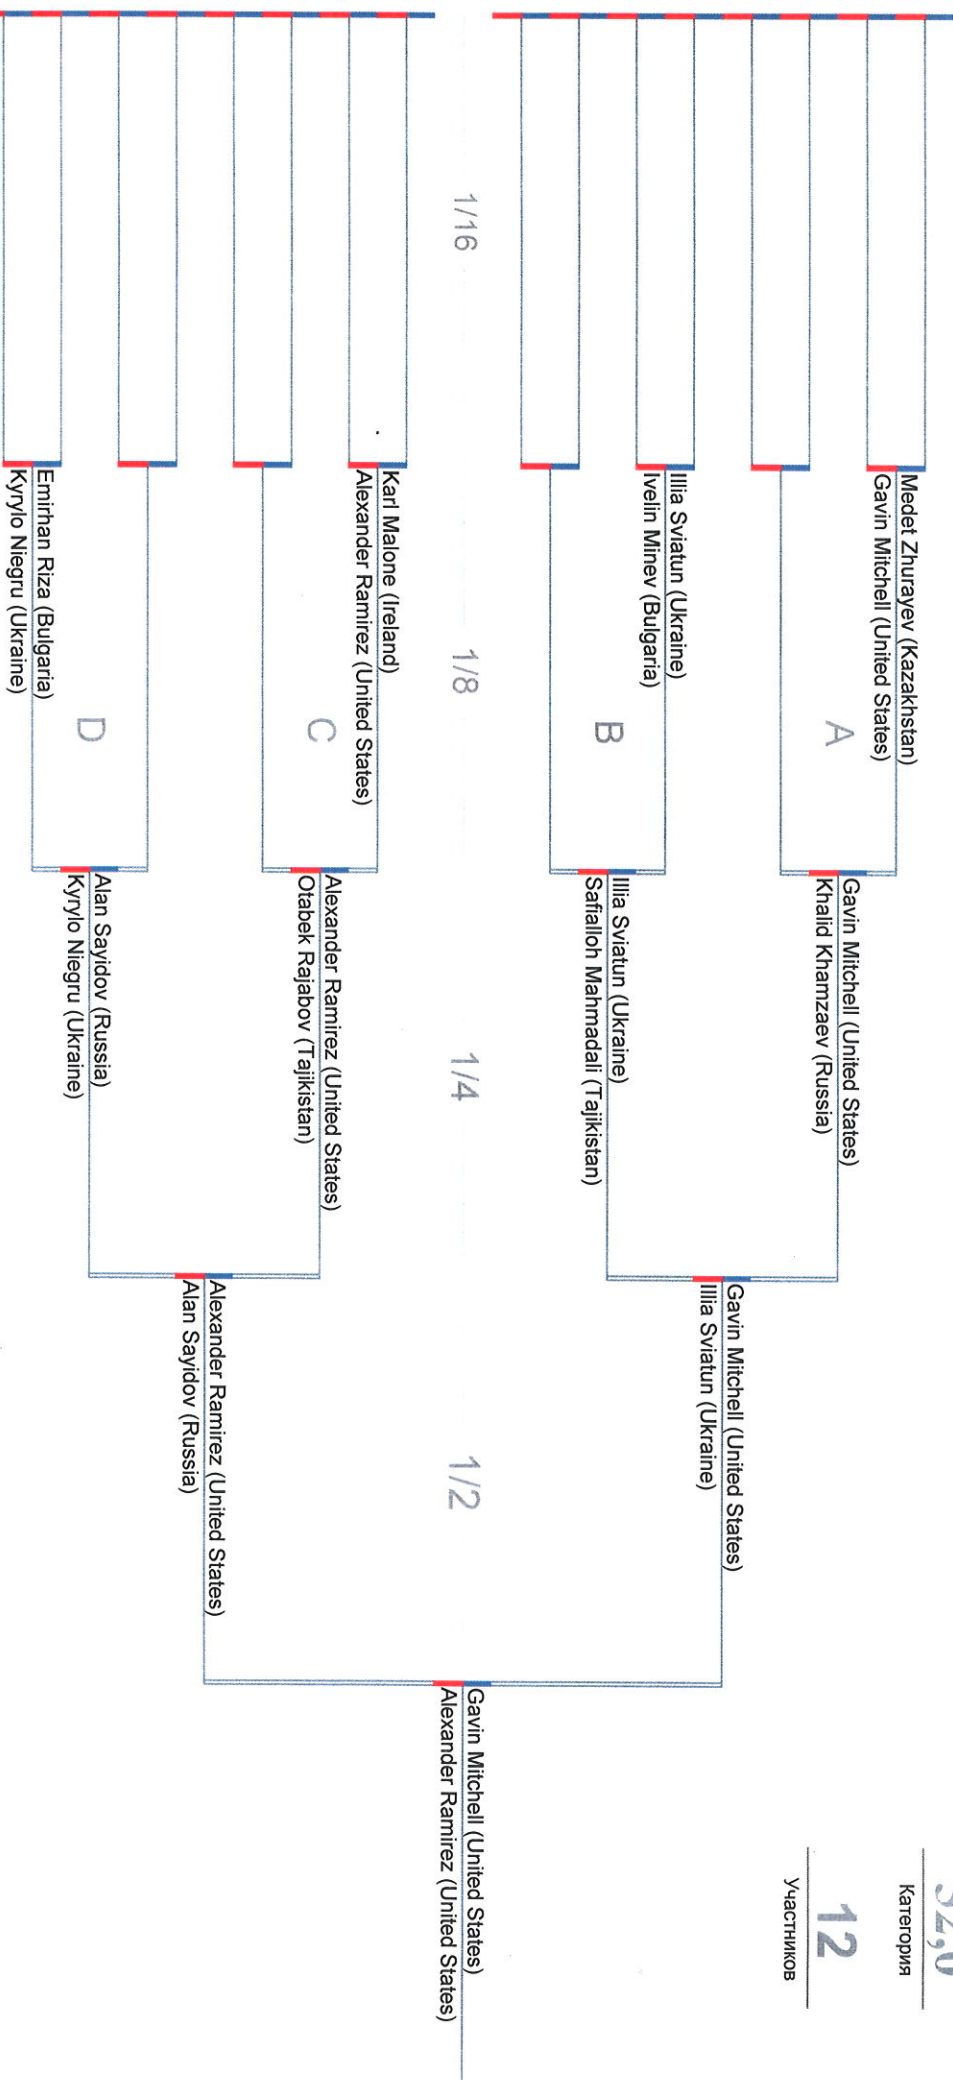 32,0
Категория
12
Участников
1/16
1/8
1/4
1/2
Medet Zhurayev (Kazakhstan)
Gavin Mitchell (United States)
A
Illia Sviatun (Ukraine)
Ivelin Minev (Bulgaria)
B
Karl Malone (Ireland)
Alexander Ramirez (United States)
C
Emirhan Riza (Bulgaria)
Kyrylo Niegru (Ukraine)
D
Gavin Mitchell (United States)
Khalid Khamzaev (Russia)
Illia Sviatun (Ukraine)
Safialloh Mahmadali (Tajikistan)
Alexander Ramirez (United States)
Otabek Rajabov (Tajikistan)
Alan Sayidov (Russia)
Kyrylo Niegru (Ukraine)
Gavin Mitchell (United States)
Illia Sviatun (Ukraine)
Alexander Ramirez (United States)
Alan Sayidov (Russia)
Gavin Mitchell (United States)
Alexander Ramirez (United States)